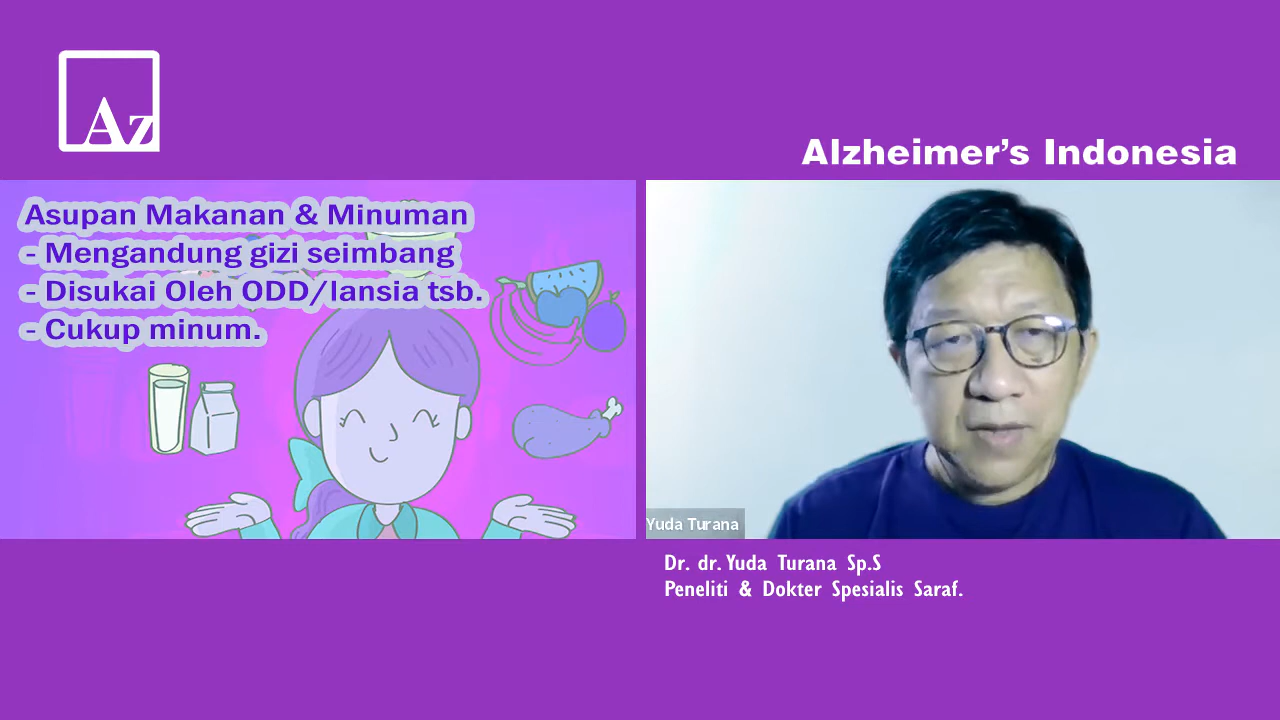 Az
Alzheimer's Indonesia
Asupan Makanan & Minuman
- Mengandung gizi seimbang
- Disukai Oleh ODD/lansia tsb.
- Cukup minum.
Yuda Turana
Dr. dr. Yuda Turana Sp.S
Peneliti & Dokter Spesialis Saraf.